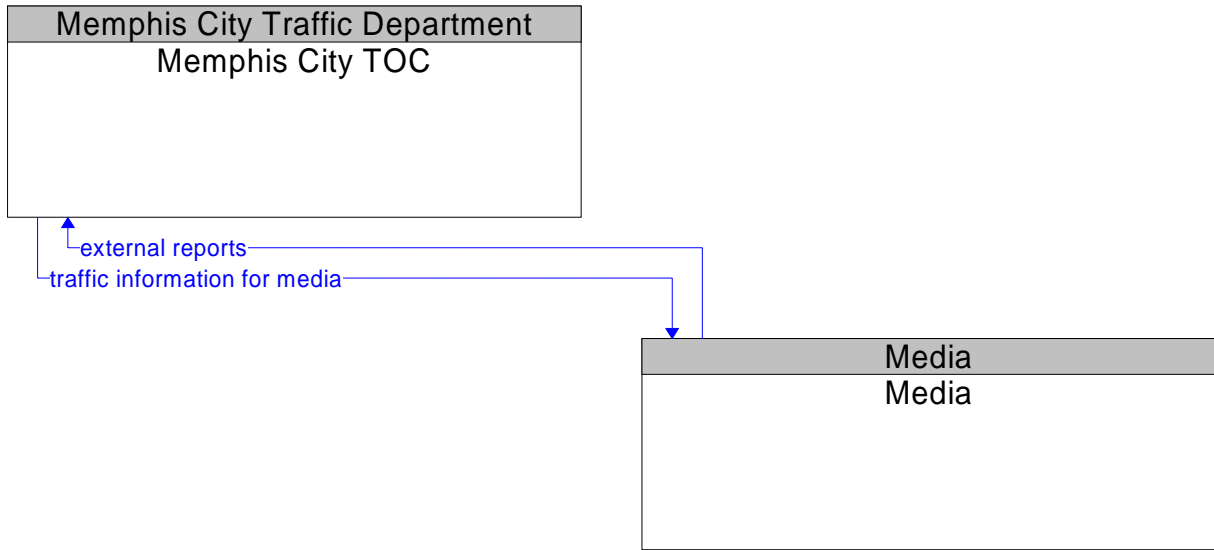 Memphis City Traffic Department
Memphis City TOC
external reports
traffic information for media
Media
Media